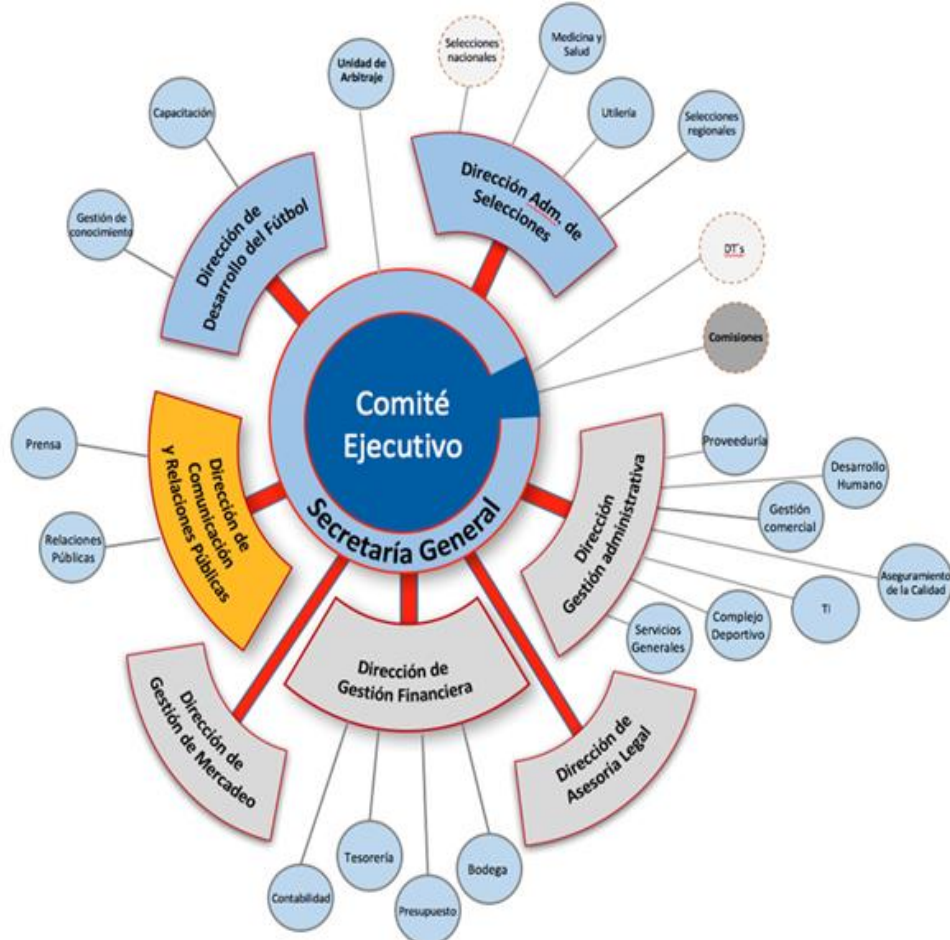 Selecciones
nacionales
Medicina y
Salud
Unidad de
Arbitraje
Capacitación
Utilería
Selecciones
regionales
Gestión de
conocimiento
Dirección de
Desarrollo del Fútbol
Dirección Adm. de
Selecciones
DT´s
Comisiones
Comité
Ejecutivo
Secretaría General
Prensa
Relaciones
Públicas
Dirección de
Comunicación
y Relaciones Públicas
Dirección
Gestión administrativa
Proveeduría
Desarrollo
Humano
Gestión
comercial
Aseguramiento
de la Calidad
TI
Complejo
Deportivo
Servicios
Generales
Dirección de
Gestión Financiera
Dirección de
Gestión de Mercadeo
Dirección de
Asesoría Legal
Tesorería
Bodega
Contabilidad
Presupuesto